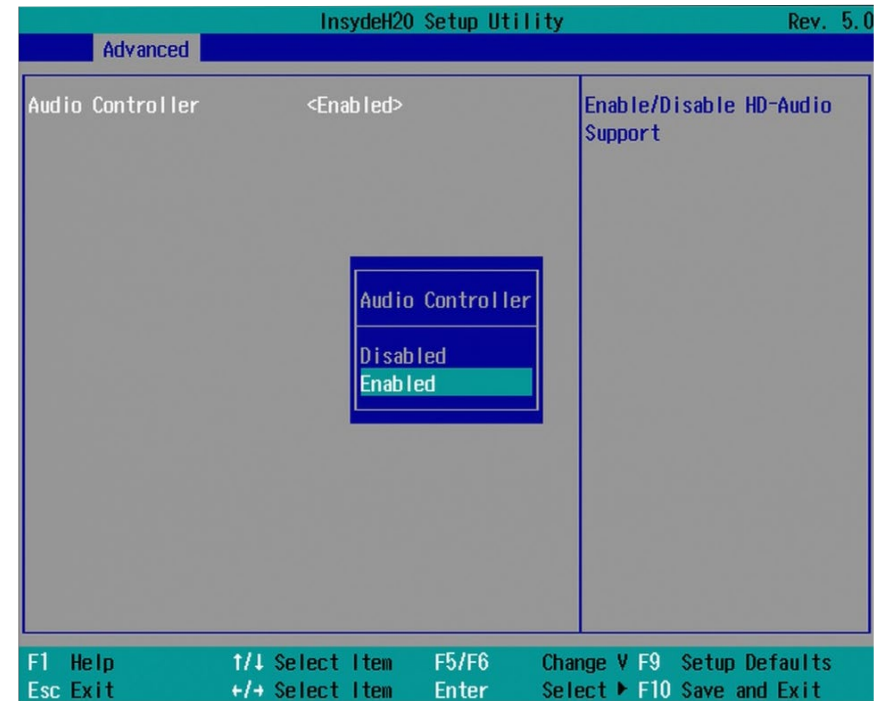 InsydeH20 Setup Utility Rev. 5.0
Advanced
Audio Controller <Enabled> Enable/Disable HD-Audio
Support
Audio Controller
Disabled
Enabled
F1 Help ↑/↓ Select Item F5/F6 Change V F9 Setup Defaults
Esc Exit ←/→ Select Item Enter Select ▶ F10 Save and Exit